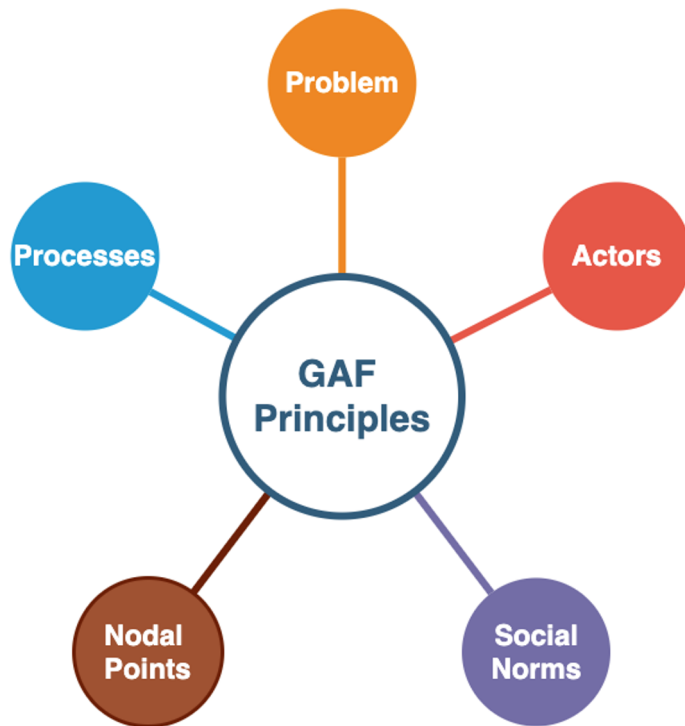 Problem
Processes
Actors
GAF
Principles
Nodal
Points
Social
Norms